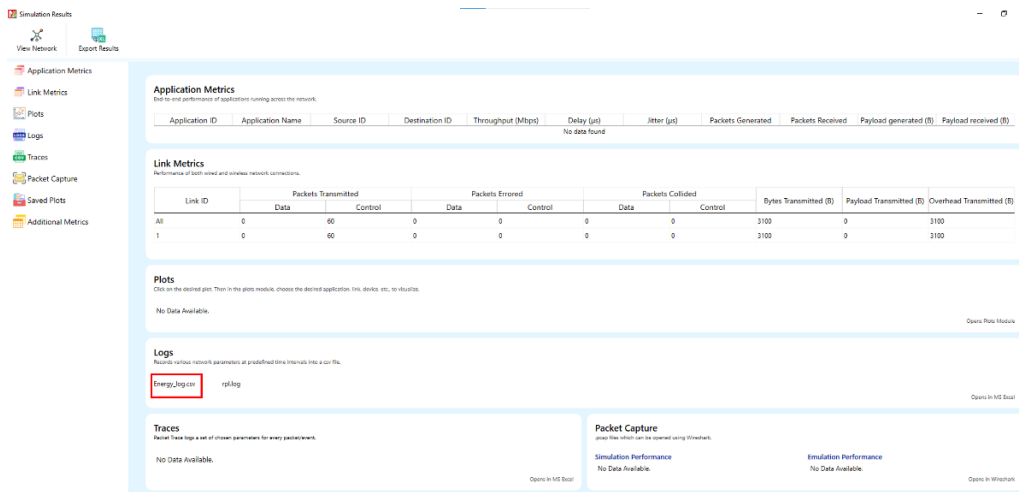 Simulation Results
View Network
Export Results
Application Metrics
Link Metrics
Plots
Logs
Traces
Packet Capture
Saved Plots
Additional Metrics
Application Metrics
End-to-end performance of applications running across the network.
Application ID Application Name Source ID Destination ID Throughput (Mbps) Delay (µs) Jitter (µs) Packets Generated Packets Received Payload generated (B) Payload received (B)
No data found
Link Metrics
Performance of both wired and wireless network connections.
Link ID Packets Transmitted Packets Errored Packets Collided Bytes Transmitted (B) Payload Transmitted (B) Overhead Transmitted (B)
Data Control Data Control Data Control
All 0 60 0 0 0 0 3100 0 3100
1 0 60 0 0 0 0 3100 0 3100
Plots
Click on the desired plot. Then in the plots module, choose the desired application, link, device, etc., to visualize.
No Data Available.
Opens Plots Module
Logs
Records various network parameters at predefined time intervals into a csv file.
Energy_log.csv rpl.log
Opens in MS Excel
Traces
Packet Trace logs a set of chosen parameters for every packet/event.
No Data Available.
Opens in MS Excel
Packet Capture
.pcap files which can be opened using Wireshark.
Simulation Performance Emulation Performance
No Data Available. No Data Available.
Opens in Wireshark